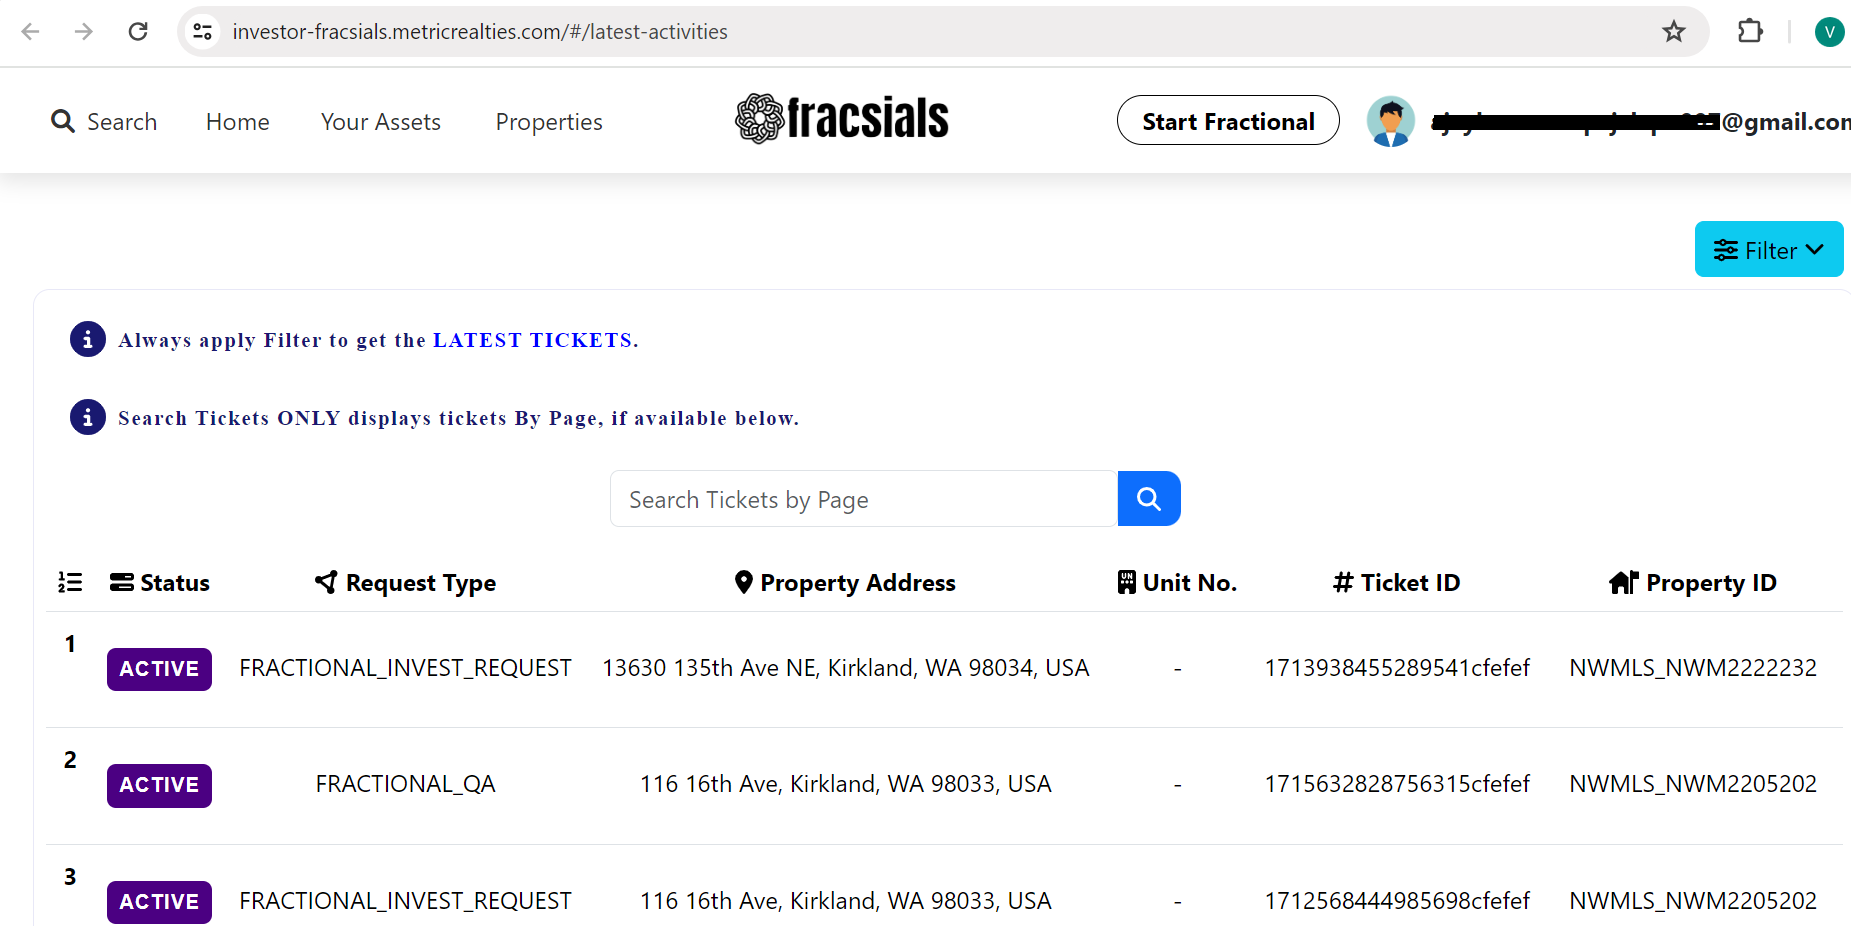 investor-fracsials.metricrealties.com/#/latest-activities
V
Search Home Your Assets Properties fracsials Start Fractional @gmail.com
Filter
Always apply Filter to get the LATEST TICKETS.
Search Tickets ONLY displays tickets By Page, if available below.
Search Tickets by Page
Status Request Type Property Address Unit No. Ticket ID Property ID
1 ACTIVE FRACTIONAL_INVEST_REQUEST 13630 135th Ave NE, Kirkland, WA 98034, USA - 1713938455289541cfefef NWMLS_NWM2222232
2 ACTIVE FRACTIONAL_QA 116 16th Ave, Kirkland, WA 98033, USA - 1715632828756315cfefef NWMLS_NWM2205202
3 ACTIVE FRACTIONAL_INVEST_REQUEST 116 16th Ave, Kirkland, WA 98033, USA - 1712568444985698cfefef NWMLS_NWM2205202